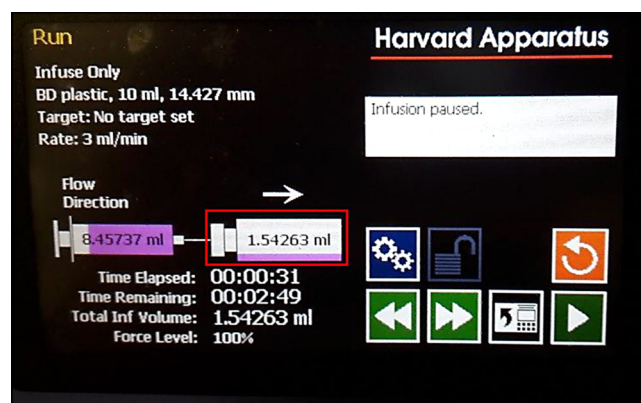 Run
Harvard Apparatus
Infuse Only
BD plastic, 10 ml, 14.427 mm
Target: No target set
Rate: 3 ml/min
Infusion paused.
Flow
Direction
8.45737 ml
1.54263 ml
Time Elapsed: 00:00:31
Time Remaining: 00:02:49
Total Inf Volume: 1.54263 ml
Force Level: 100%